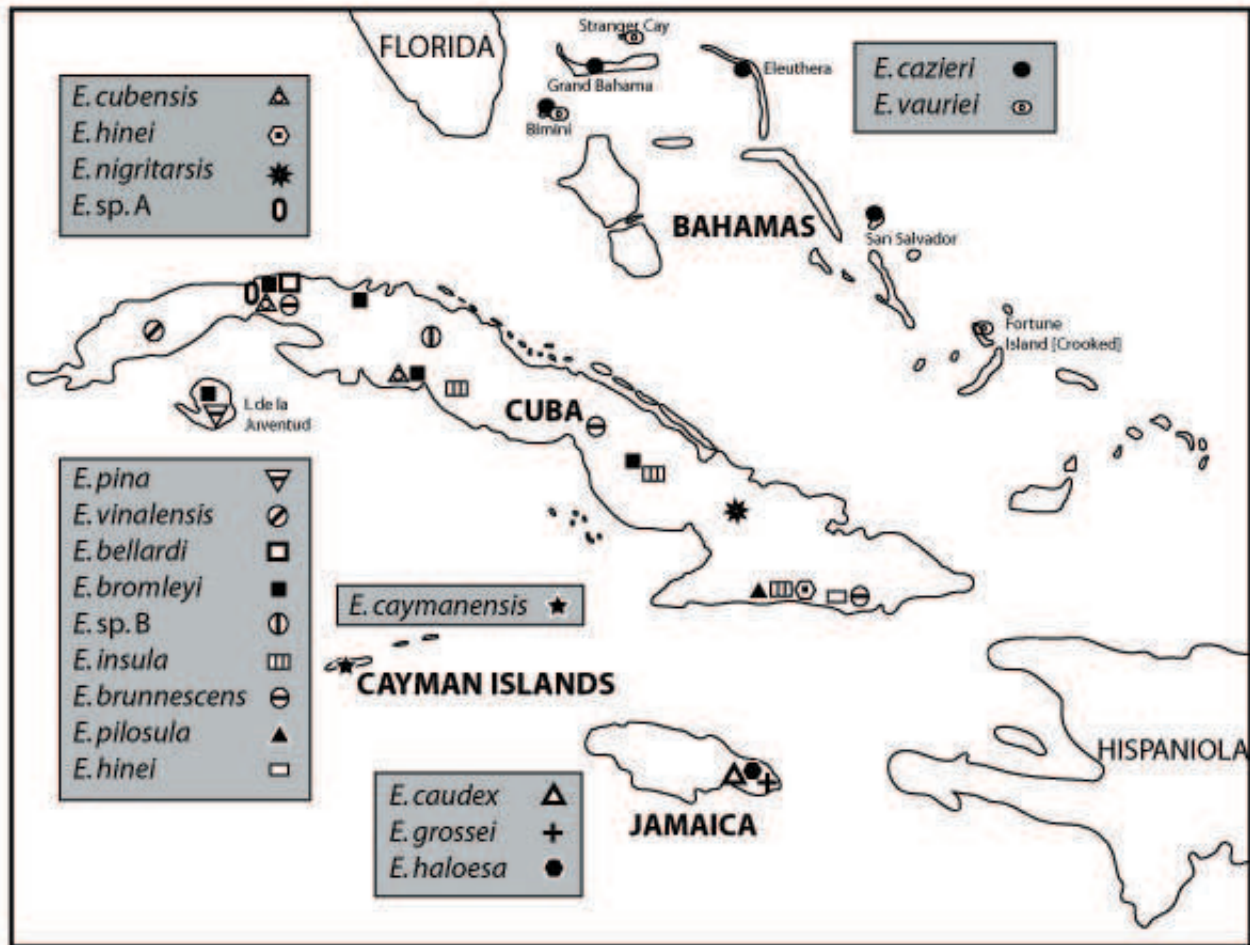 FLORIDA
Stranger Cay
Grand Bahama
Eleuthera
Bimini
E. cazieri
E. vauriei
E. cubensis
E. hinei
E. nigritarsis
E. sp. A
BAHAMAS
San Salvador
Fortune
Island [Crooked]
I. de la
Juventud
CUBA
E. pina
E. vinalensis
E. bellardi
E. bromleyi
E. sp. B
E. insula
E. brunnescens
E. pilosula
E. hinei
E. caymanensis
CAYMAN ISLANDS
HISPANIOLA
E. caudex
E. grossei
E. haloesa
JAMAICA